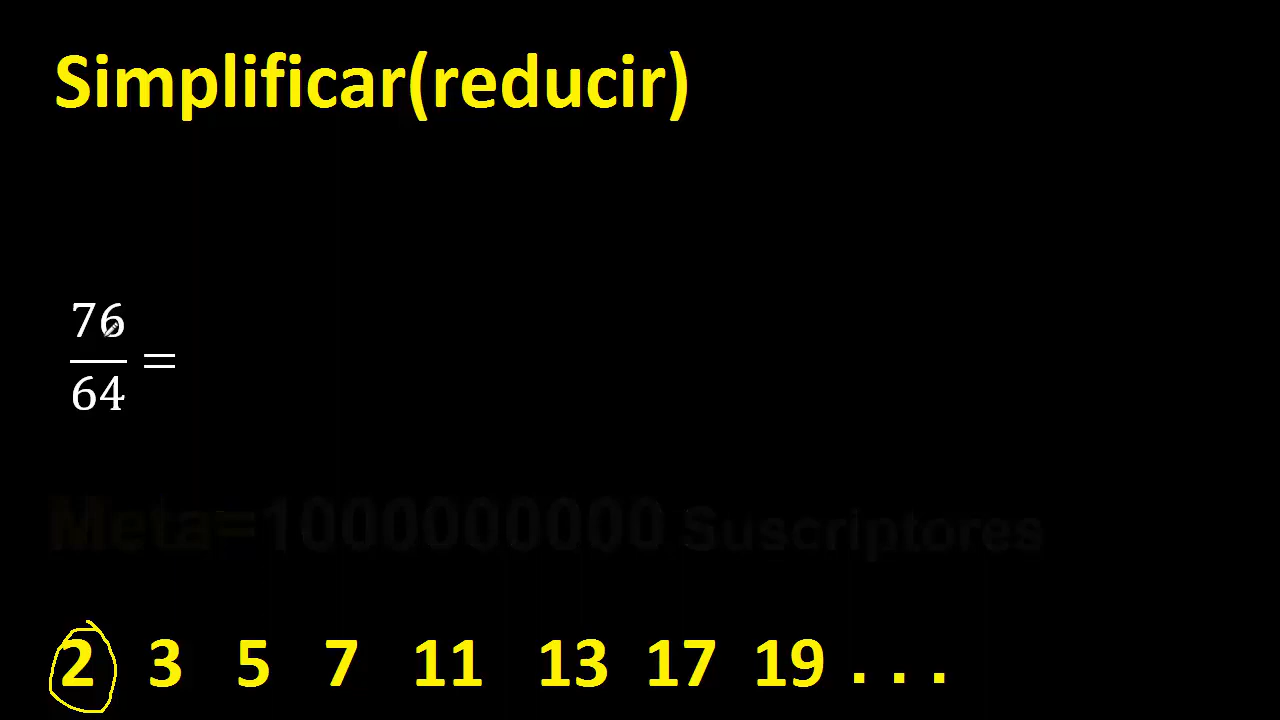 Simplificar(reducir)
76
64 =
Meta=1000000000 Suscriptores
2 3 5 7 11 13 17 19 . . .